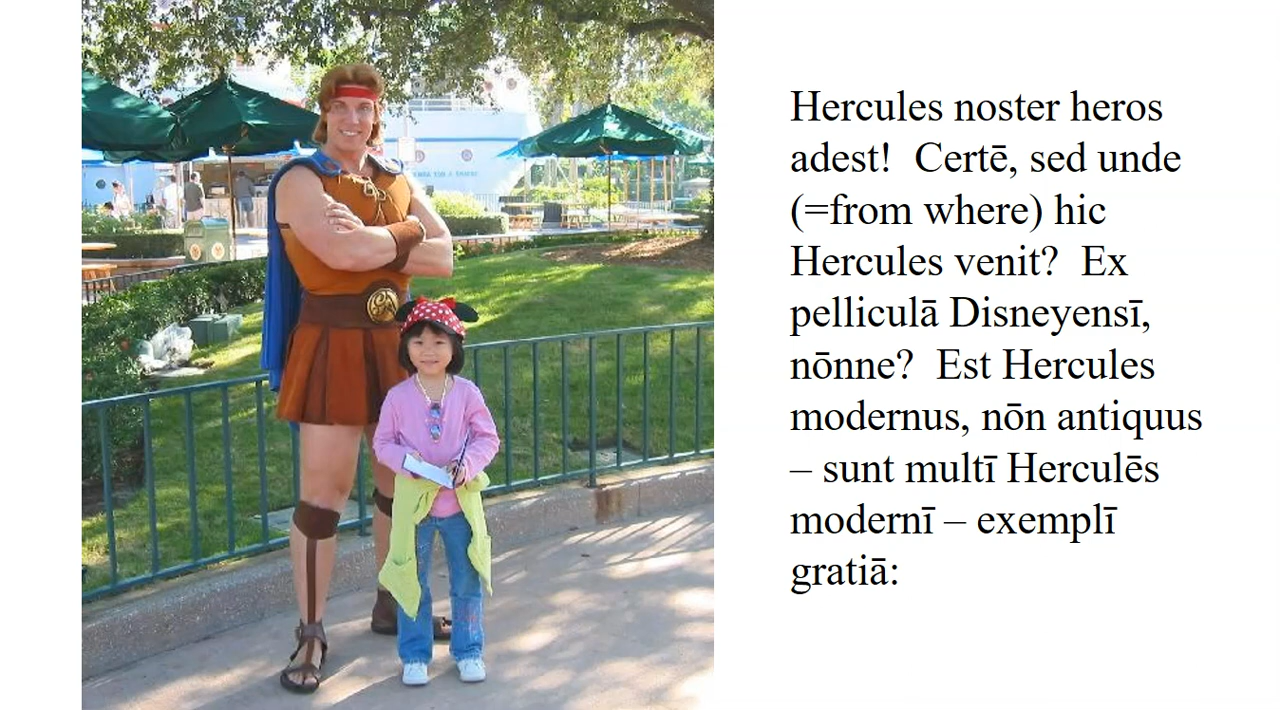 Hercules noster heros
adest!  Certē, sed unde
(=from where) hic
Hercules venit?  Ex
pelliculā Disneyensī,
nōnne?  Est Hercules
modernus, nōn antiquus
– sunt multī Herculēs
modernī – exemplī
gratiā: